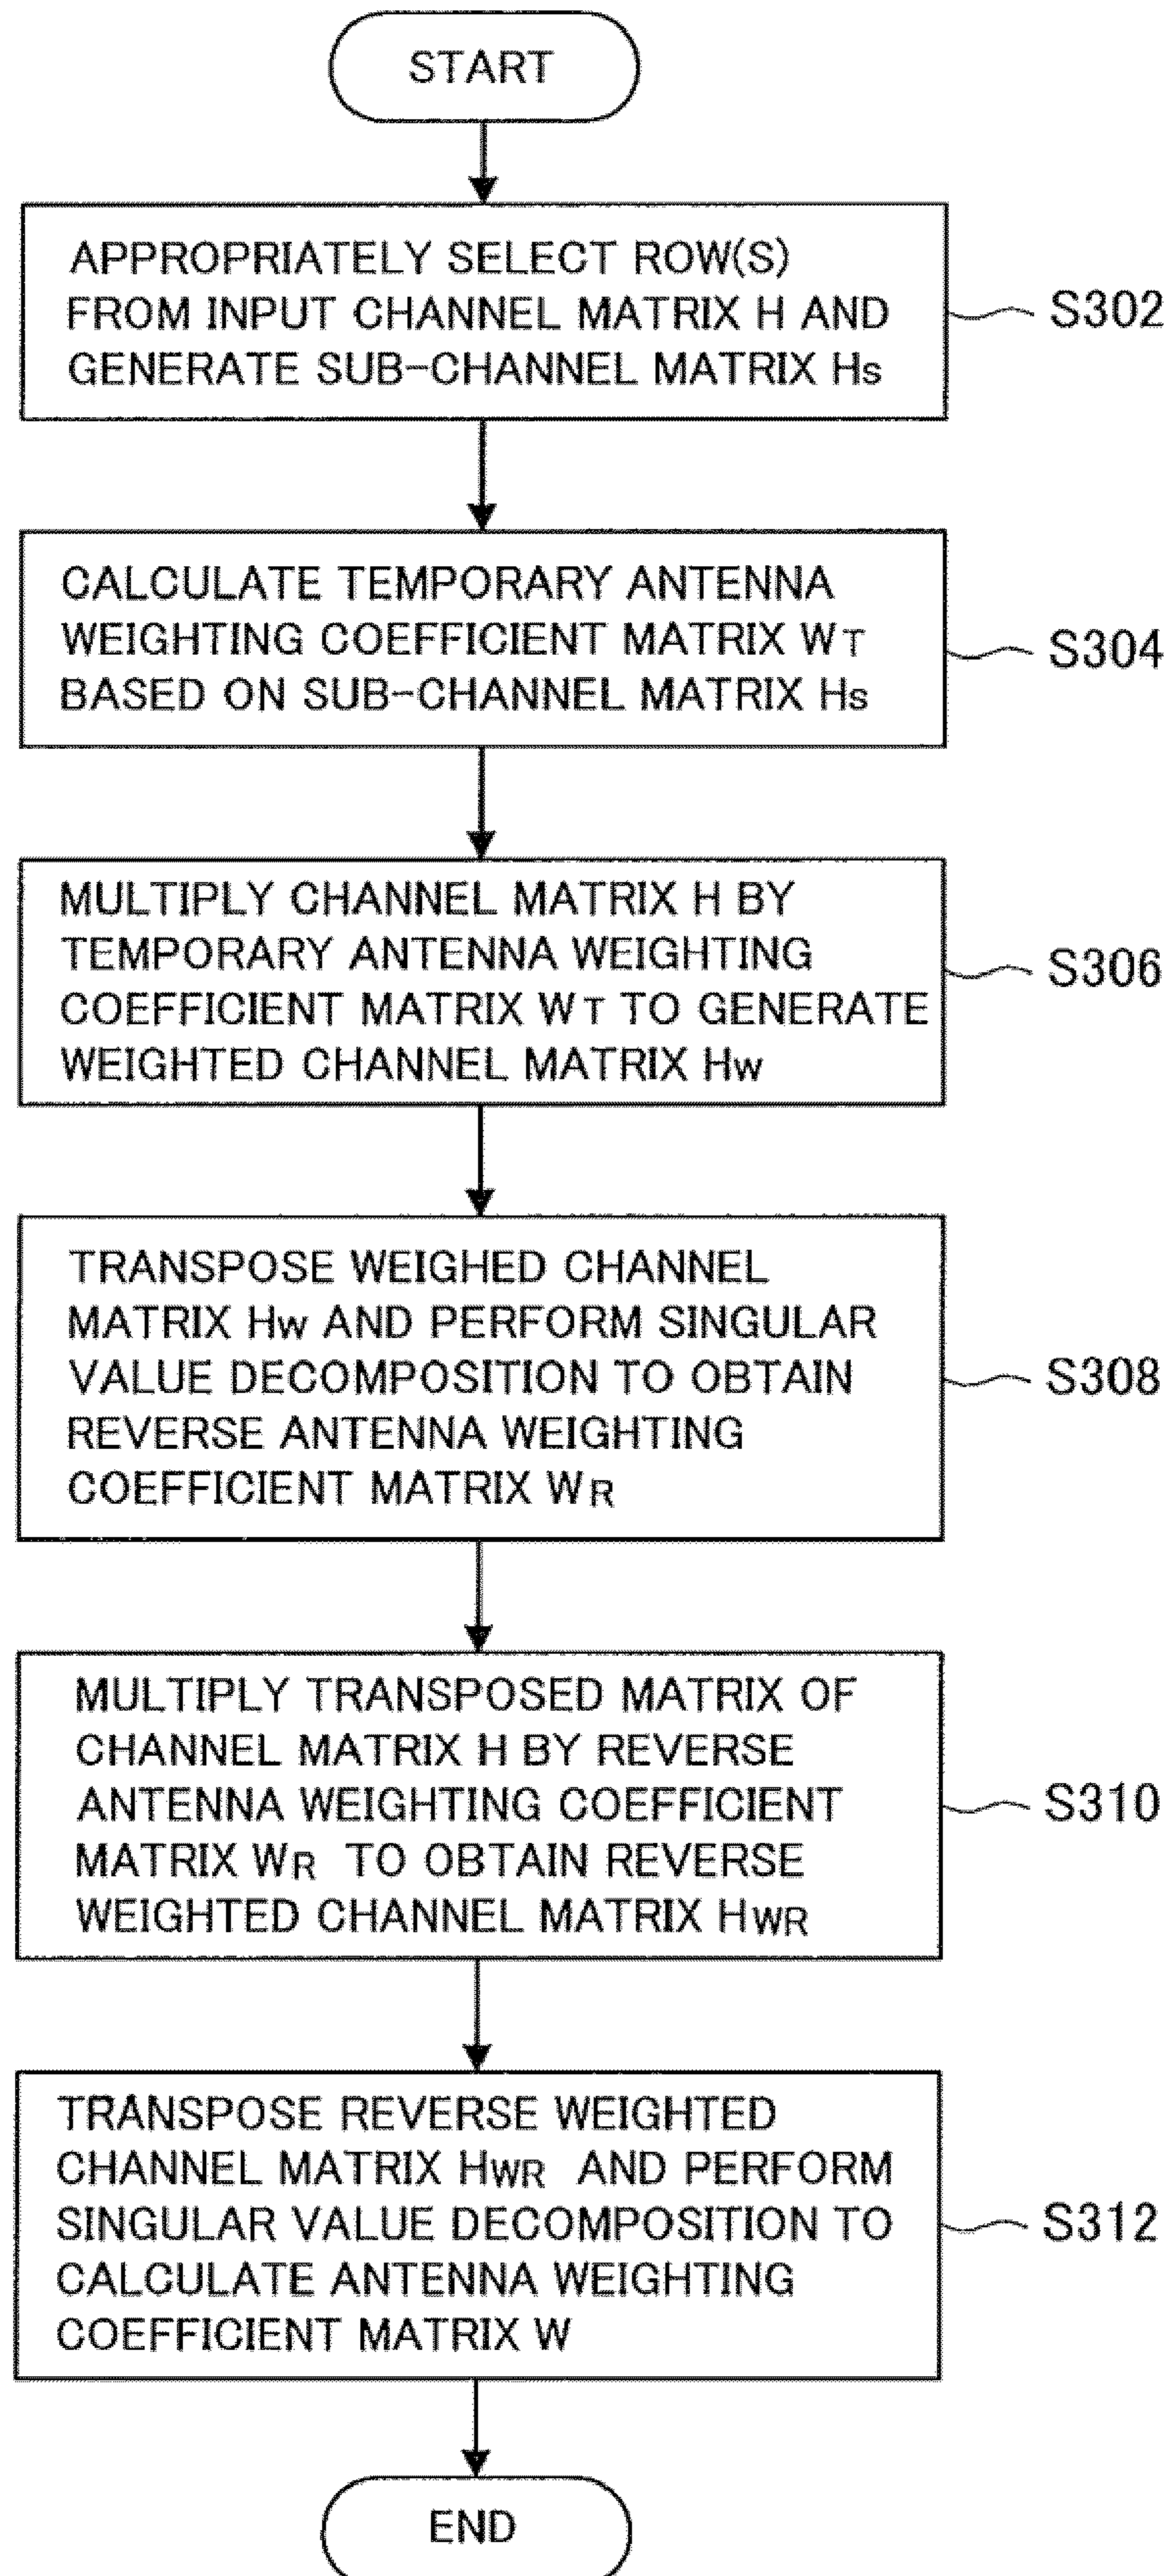 START
APPROPRIATELY SELECT ROW(S)
FROM INPUT CHANNEL MATRIX H AND
GENERATE SUB-CHANNEL MATRIX Hs
S302
CALCULATE TEMPORARY ANTENNA
WEIGHTING COEFFICIENT MATRIX WT
BASED ON SUB-CHANNEL MATRIX Hs
S304
MULTIPLY CHANNEL MATRIX H BY
TEMPORARY ANTENNA WEIGHTING
COEFFICIENT MATRIX WT TO GENERATE
WEIGHTED CHANNEL MATRIX Hw
S306
TRANSPOSE WEIGHED CHANNEL
MATRIX Hw AND PERFORM SINGULAR
VALUE DECOMPOSITION TO OBTAIN
REVERSE ANTENNA WEIGHTING
COEFFICIENT MATRIX WR
S308
MULTIPLY TRANSPOSED MATRIX OF
CHANNEL MATRIX H BY REVERSE
ANTENNA WEIGHTING COEFFICIENT
MATRIX WR TO OBTAIN REVERSE
WEIGHTED CHANNEL MATRIX HWR
S310
TRANSPOSE REVERSE WEIGHTED
CHANNEL MATRIX HWR AND PERFORM
SINGULAR VALUE DECOMPOSITION TO
CALCULATE ANTENNA WEIGHTING
COEFFICIENT MATRIX W
S312
END